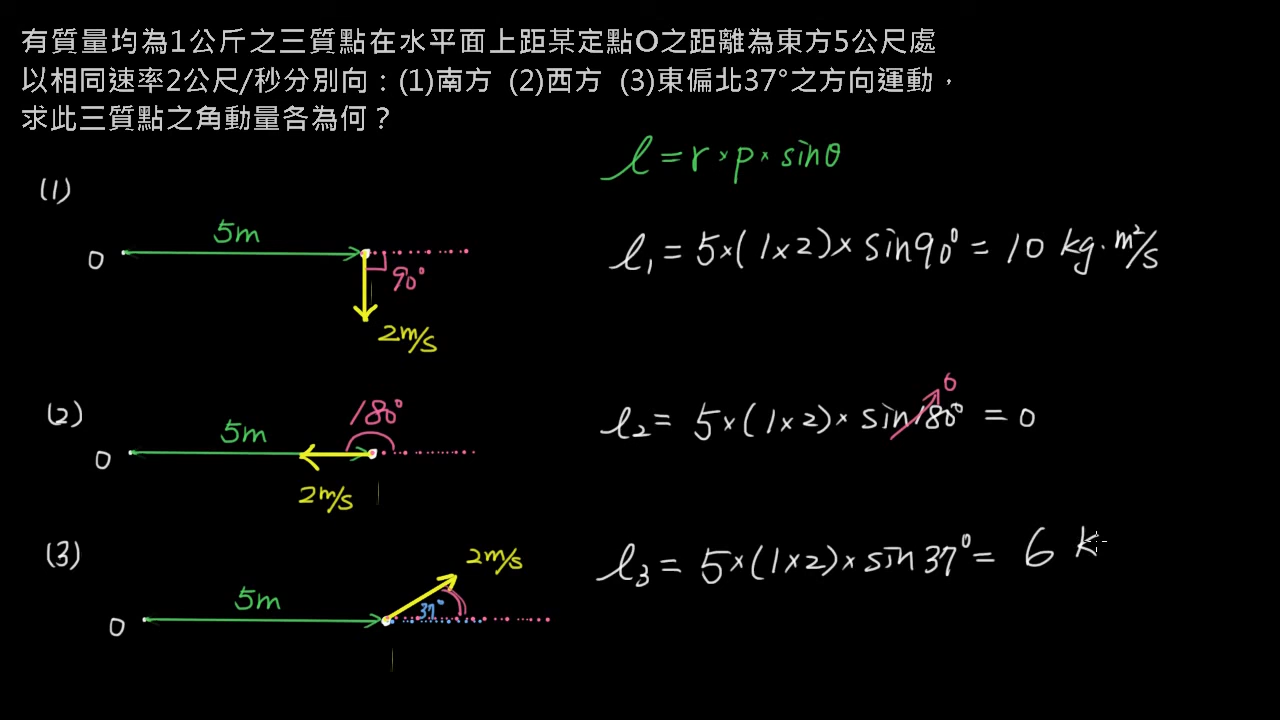 有質量均為1公斤之三質點在水平面上距某定點O之距離為東方5公尺處
以相同速率2公尺/秒分別向：(1)南方 (2)西方 (3)東偏北37°之方向運動，
求此三質點之角動量各為何？
l = r × p × sinθ
(1)
5m
O
90°
2m/s
l₁ = 5×(1×2)× sin90° = 10 kg·m²/s
(2)
180°
5m
O
2m/s
l₂ = 5×(1×2)× sin180° = 0
0
(3)
2m/s
5m
37°
O
l₃ = 5×(1×2)× sin37° = 6 k